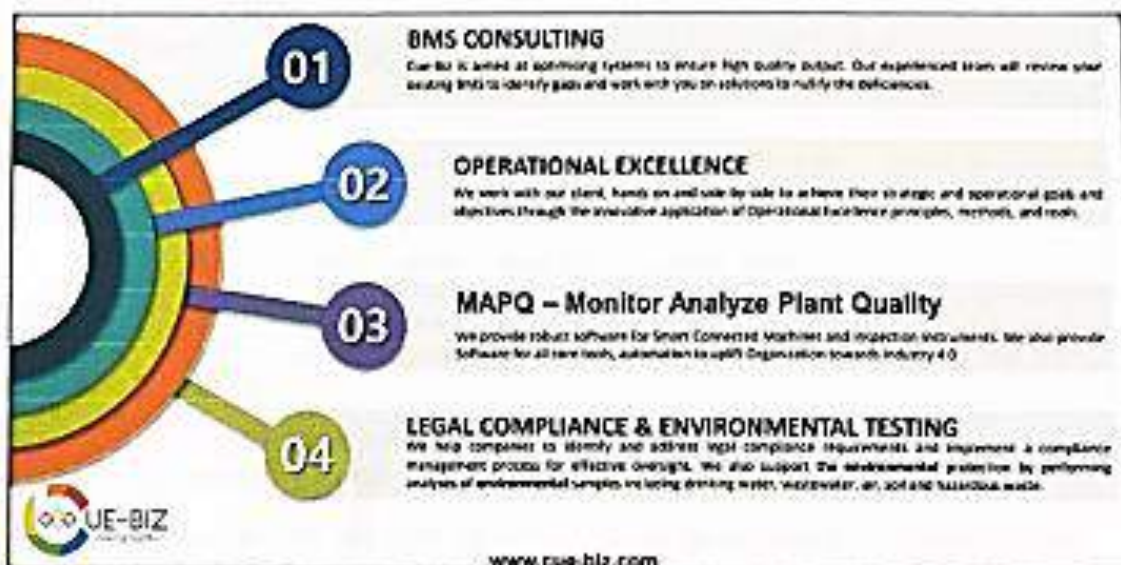 01
BMS CONSULTING
Cue-Biz is aimed at optimising systems to ensure high quality output. Our experienced team will review your
existing BMS to identify gaps and work with you on solutions to nullify the deficiencies.
02
OPERATIONAL EXCELLENCE
We work with our client, hands on and side-by-side to achieve their strategic and operational goals and
objectives through the innovative application of Operational Excellence principles, methods, and tools.
03
MAPQ – Monitor Analyze Plant Quality
We provide robust software for Smart Connected Machines and inspection instruments. We also provide
Software for all core tools, automation to uplift Organisation towards industry 4.0
04
LEGAL COMPLIANCE & ENVIRONMENTAL TESTING
We help companies to identify and address legal compliance requirements and implement a compliance
management process for effective oversight. We also support the environmental protection by performing
analyses of environmental samples including drinking water, wastewater, air, soil and hazardous waste.
UE-BIZ
www.cue-biz.com